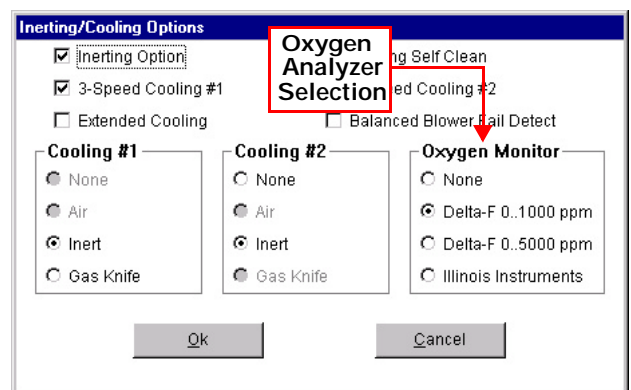 Inerting/Cooling Options
Inerting Option
ng Self Clean
Oxygen
Analyzer
Selection
3-Speed Cooling #1
ed Cooling #2
Extended Cooling
Balanced Blower Fail Detect
Cooling #1
None
Air
Inert
Gas Knife
Cooling #2
None
Air
Inert
Gas Knife
Oxygen Monitor
None
Delta-F 0..1000 ppm
Delta-F 0..5000 ppm
Illinois Instruments
Ok
Cancel